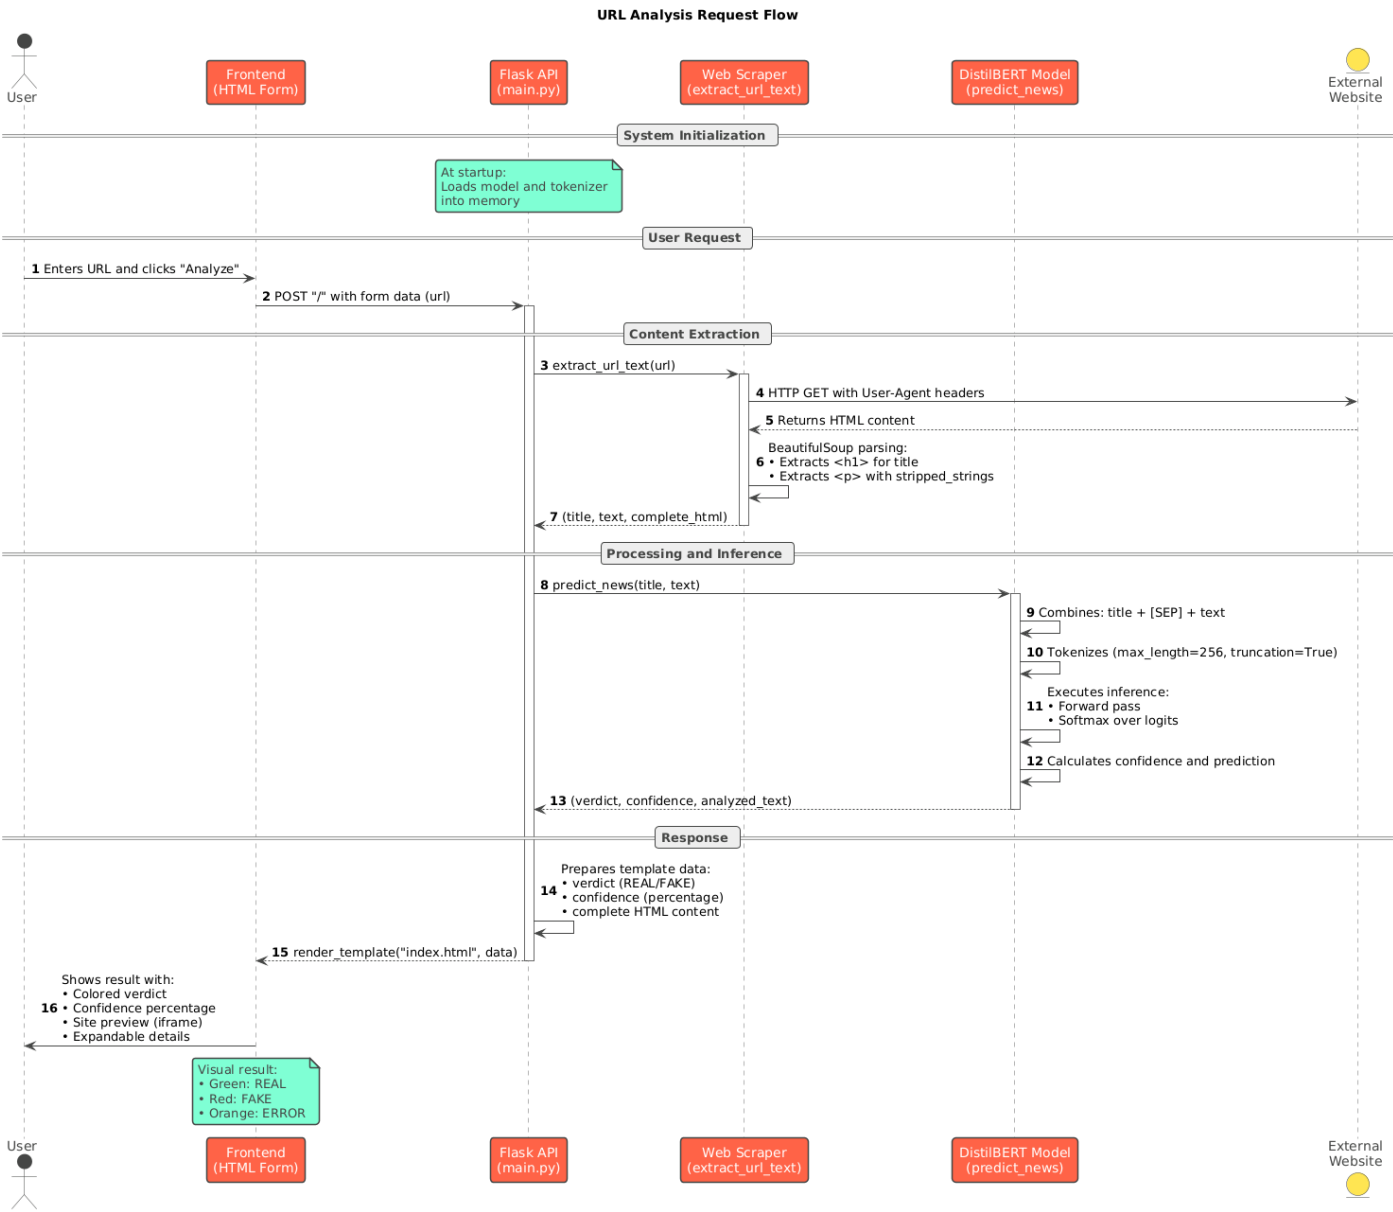 URL Analysis Request Flow
User
Frontend
(HTML Form)
Flask API
(main.py)
Web Scraper
(extract_url_text)
DistilBERT Model
(predict_news)
External
Website
System Initialization
At startup:
Loads model and tokenizer
into memory
User Request
1 Enters URL and clicks "Analyze"
2 POST "/" with form data (url)
Content Extraction
3 extract_url_text(url)
4 HTTP GET with User-Agent headers
5 Returns HTML content
BeautifulSoup parsing:
6 • Extracts <h1> for title
• Extracts <p> with stripped_strings
7 (title, text, complete_html)
Processing and Inference
8 predict_news(title, text)
9 Combines: title + [SEP] + text
10 Tokenizes (max_length=256, truncation=True)
Executes inference:
11 • Forward pass
• Softmax over logits
12 Calculates confidence and prediction
13 (verdict, confidence, analyzed_text)
Response
Prepares template data:
• verdict (REAL/FAKE)
14
• confidence (percentage)
• complete HTML content
15 render_template("index.html", data)
Shows result with:
• Colored verdict
16 • Confidence percentage
• Site preview (iframe)
• Expandable details
Visual result:
• Green: REAL
• Red: FAKE
• Orange: ERROR
User
Frontend
(HTML Form)
Flask API
(main.py)
Web Scraper
(extract_url_text)
DistilBERT Model
(predict_news)
External
Website